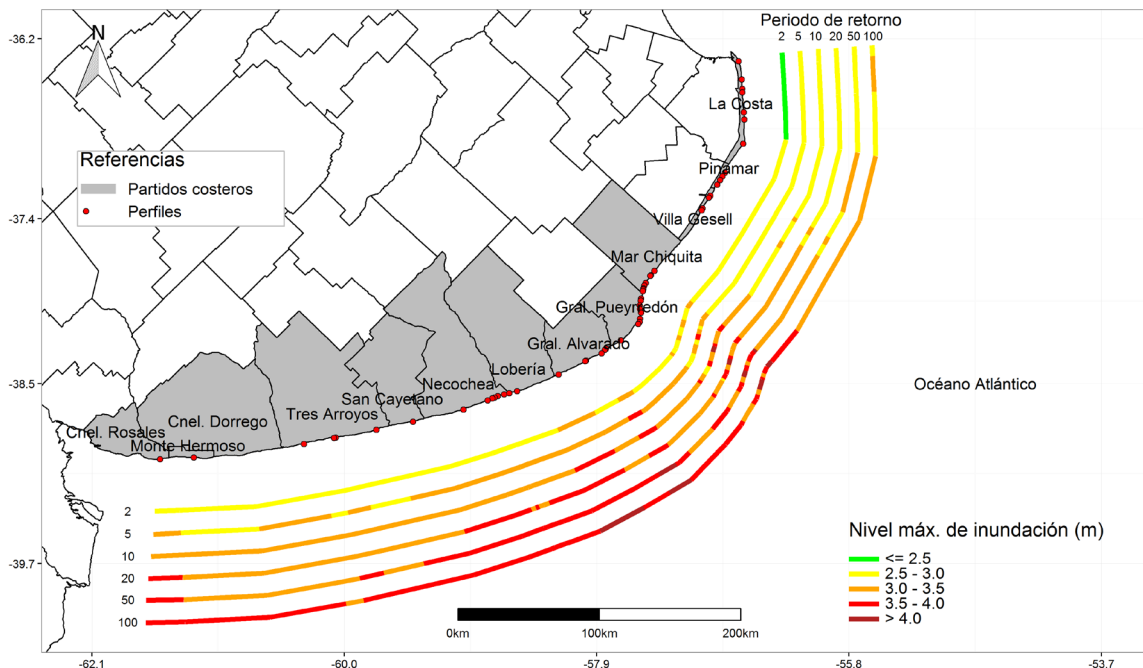 Periodo de retorno
2 5 10 20 50 100
-36.2
N
La Costa
Referencias
Partidos costeros
Perfiles
Pinamar
-37.4
Villa Gesell
Mar Chiquita
Gral. Pueyrredón
Gral. Alvarado
Lobería
-38.5
Océano Atlántico
Necochea
San Cayetano
Tres Arroyos
Cnel. Dorrego
Cnel. Rosales
Monte Hermoso
2
5
10
20
50
100
-39.7
Nivel máx. de inundación (m)
<= 2.5
2.5 - 3.0
3.0 - 3.5
3.5 - 4.0
> 4.0
0km 100km 200km
-62.1 -60.0 -57.9 -55.8 -53.7